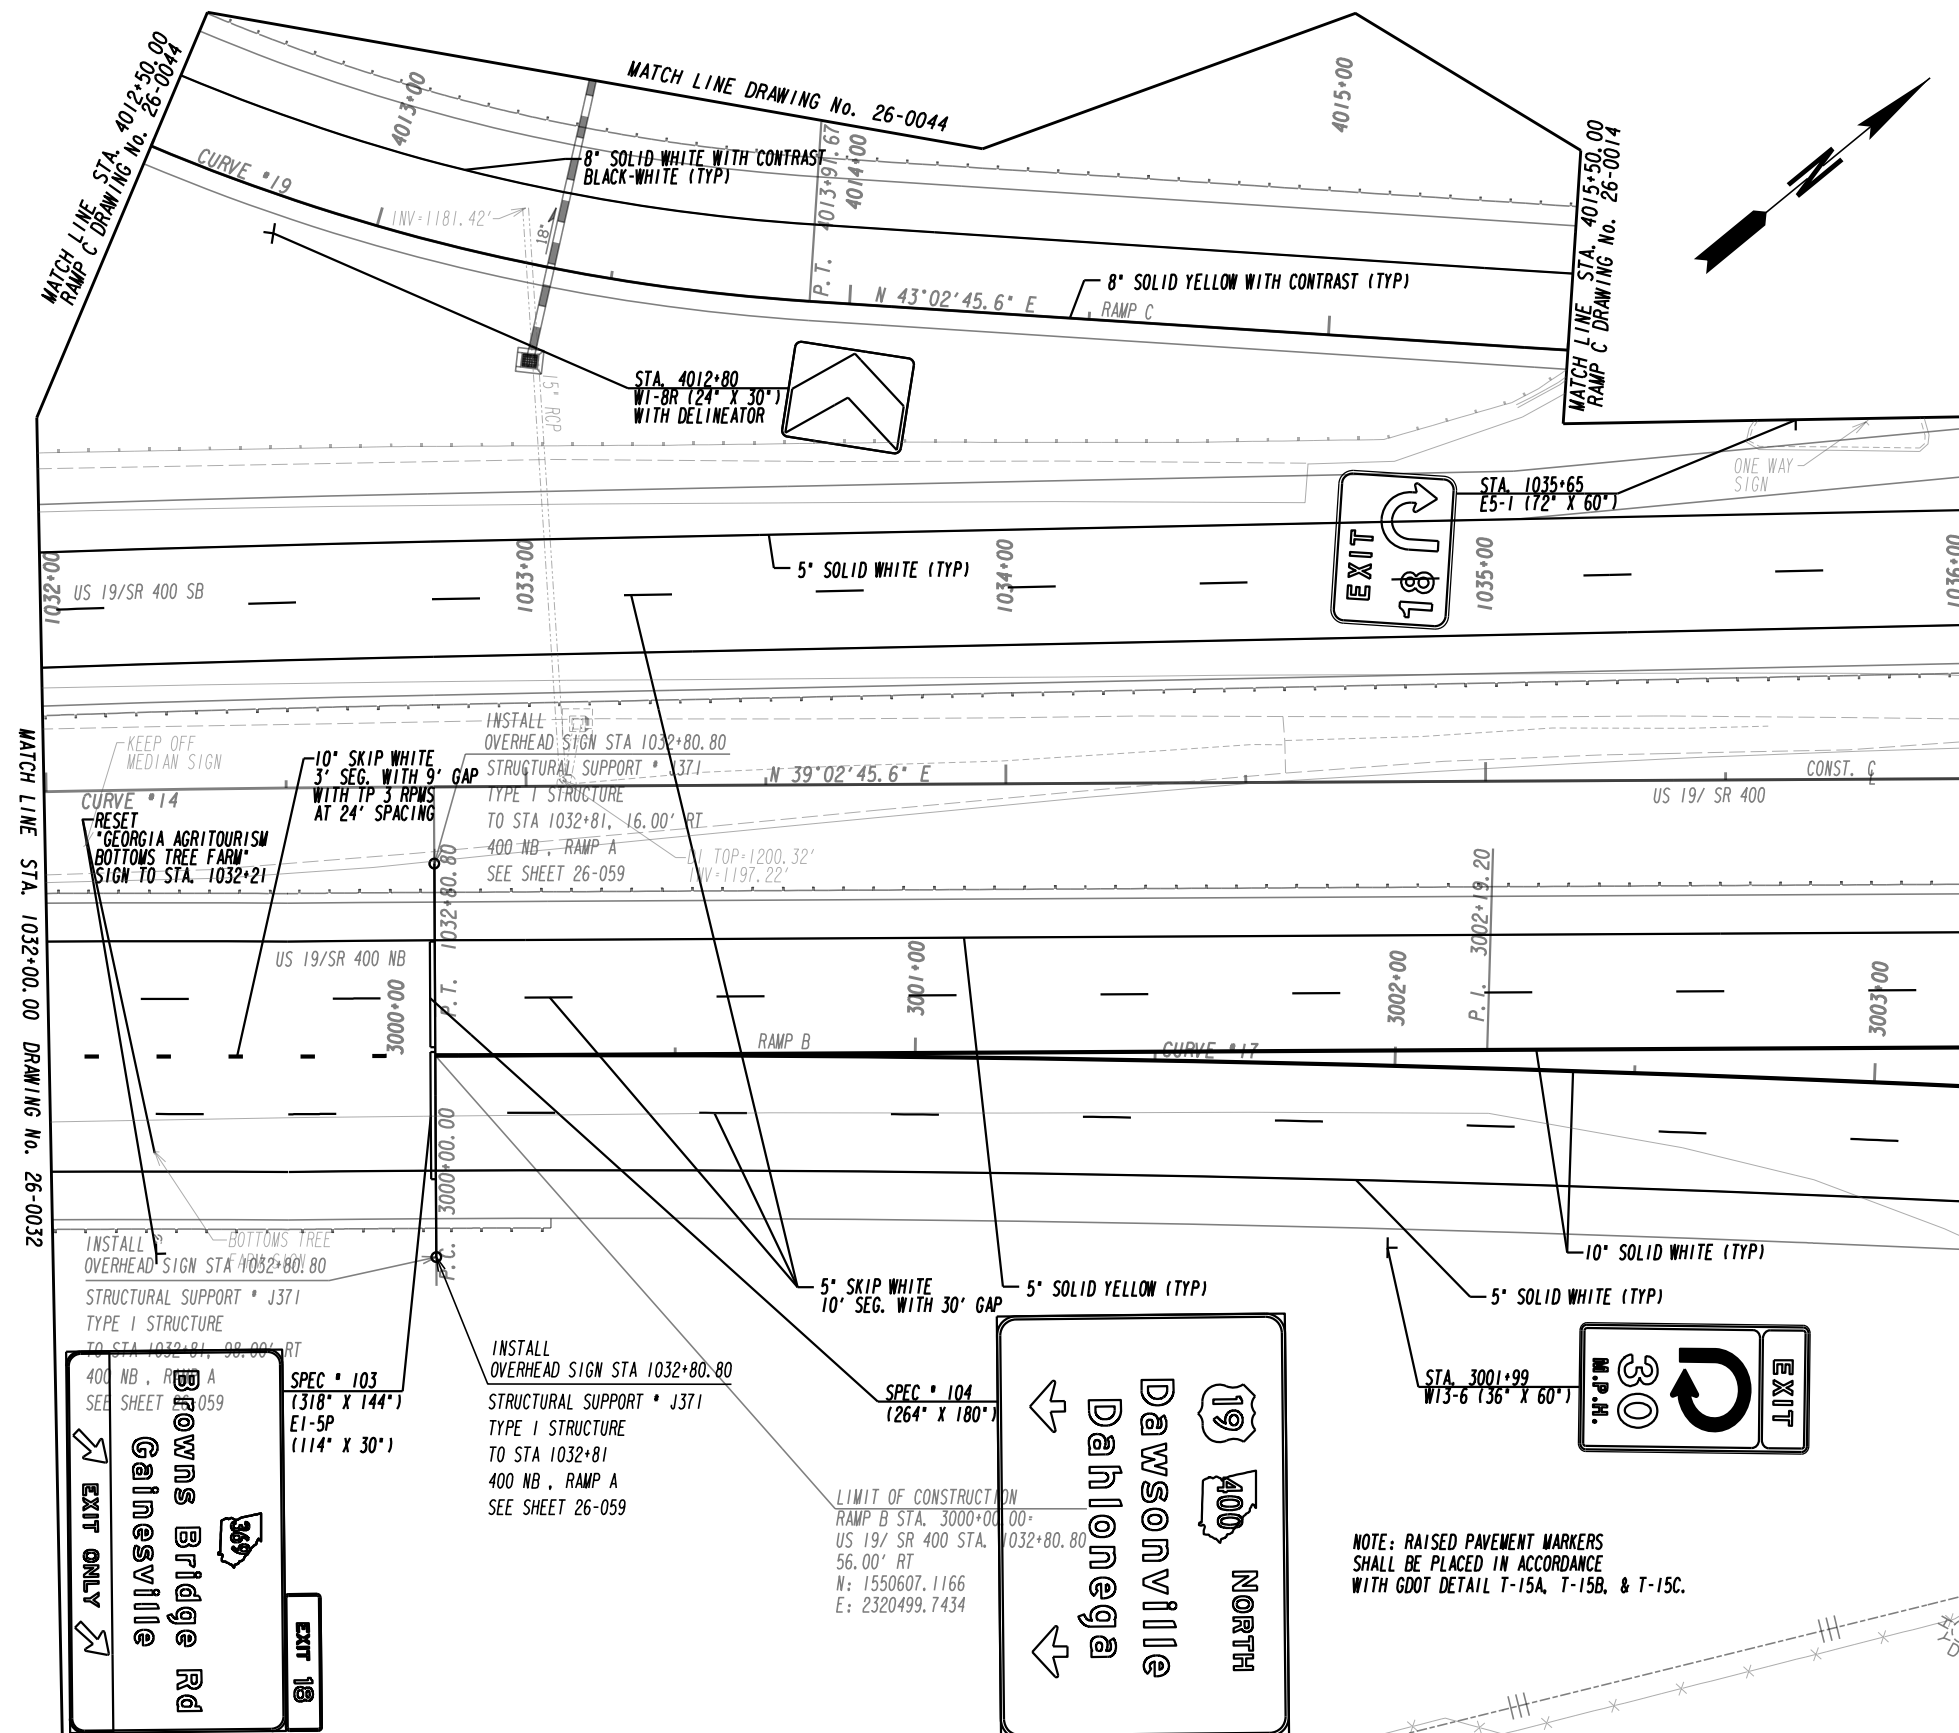 MATCH LINE STA. 4012+50.00
RAMP C DRAWING No. 26-0044
MATCH LINE DRAWING No. 26-0044
4013+00
4013+91.67
P.T.
4014+00
4015+00
MATCH LINE STA. 4015+50.00
RAMP C DRAWING No. 26-0014
N
CURVE #19
8" SOLID WHITE WITH CONTRAST
BLACK-WHITE (TYP)
INV=1181.42'
18"
N 43°02'45.6" E
8" SOLID YELLOW WITH CONTRAST (TYP)
RAMP C
STA. 4012+80
W1-8R (24" X 30")
WITH DELINEATOR
15" RCP
ONE WAY
SIGN
STA. 1035+65
E5-1 (72" X 60")
EXIT
18
1032+00
US 19/SR 400 SB
1033+00
5" SOLID WHITE (TYP)
1034+00
1035+00
1036+00
KEEP OFF
MEDIAN SIGN
10" SKIP WHITE
3' SEG. WITH 9' GAP
WITH TP 3 RPMS
AT 24' SPACING
INSTALL
OVERHEAD SIGN STA 1032+80.80
STRUCTURAL SUPPORT # J371
TYPE 1 STRUCTURE
TO STA 1032+81, 16.00' RT
400 NB , RAMP A
SEE SHEET 26-059
N 39°02'45.6" E
CONST. ℄
US 19/ SR 400
CURVE #14
RESET
"GEORGIA AGRITOURISM
BOTTOMS TREE FARM"
SIGN TO STA. 1032+21
DI TOP=1200.32'
INV=1197.22'
MATCH LINE STA. 1032+00.00 DRAWING No. 26-0032
P.T. 1032+80.80
P.I. 3002+19.20
US 19/SR 400 NB
3000+00
3001+00
3002+00
3003+00
RAMP B
CURVE #17
P.C. 3000+00.00
BOTTOMS TREE
FARM SIGN
INSTALL
OVERHEAD SIGN STA 1032+80.80
STRUCTURAL SUPPORT # J371
TYPE 1 STRUCTURE
TO STA 1032+81, 98.00' RT
400 NB , RAMP A
SEE SHEET 26-059
10" SOLID WHITE (TYP)
5" SKIP WHITE
10' SEG. WITH 30' GAP
5" SOLID YELLOW (TYP)
5" SOLID WHITE (TYP)
SPEC # 103
(318" X 144")
E1-5P
(114" X 30")
INSTALL
OVERHEAD SIGN STA 1032+80.80
STRUCTURAL SUPPORT # J371
TYPE 1 STRUCTURE
TO STA 1032+81
400 NB , RAMP A
SEE SHEET 26-059
SPEC # 104
(264" X 180")
STA. 3001+99
W13-6 (36" X 60")
EXIT
30
M.P.H.
EXIT 18
369
Browns Bridge Rd
Gainesville
EXIT ONLY
19 400 NORTH
Dawsonville
Dahlonega
LIMIT OF CONSTRUCTION
RAMP B STA. 3000+00.00=
US 19/ SR 400 STA. 1032+80.80
56.00' RT
N: 1550607.1166
E: 2320499.7434
NOTE: RAISED PAVEMENT MARKERS
SHALL BE PLACED IN ACCORDANCE
WITH GDOT DETAIL T-15A, T-15B, & T-15C.